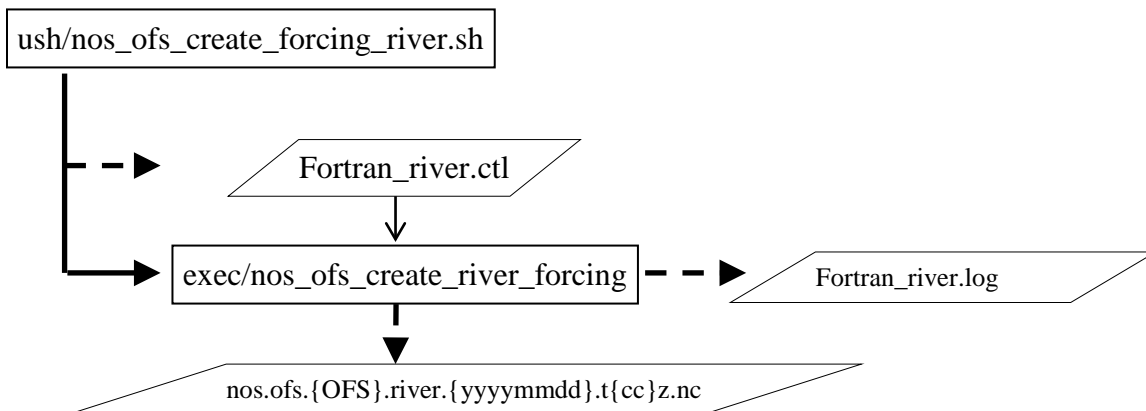 ush/nos_ofs_create_forcing_river.sh
Fortran_river.ctl
exec/nos_ofs_create_river_forcing
Fortran_river.log
nos.ofs.{OFS}.river.{yyyymmdd}.t{cc}z.nc